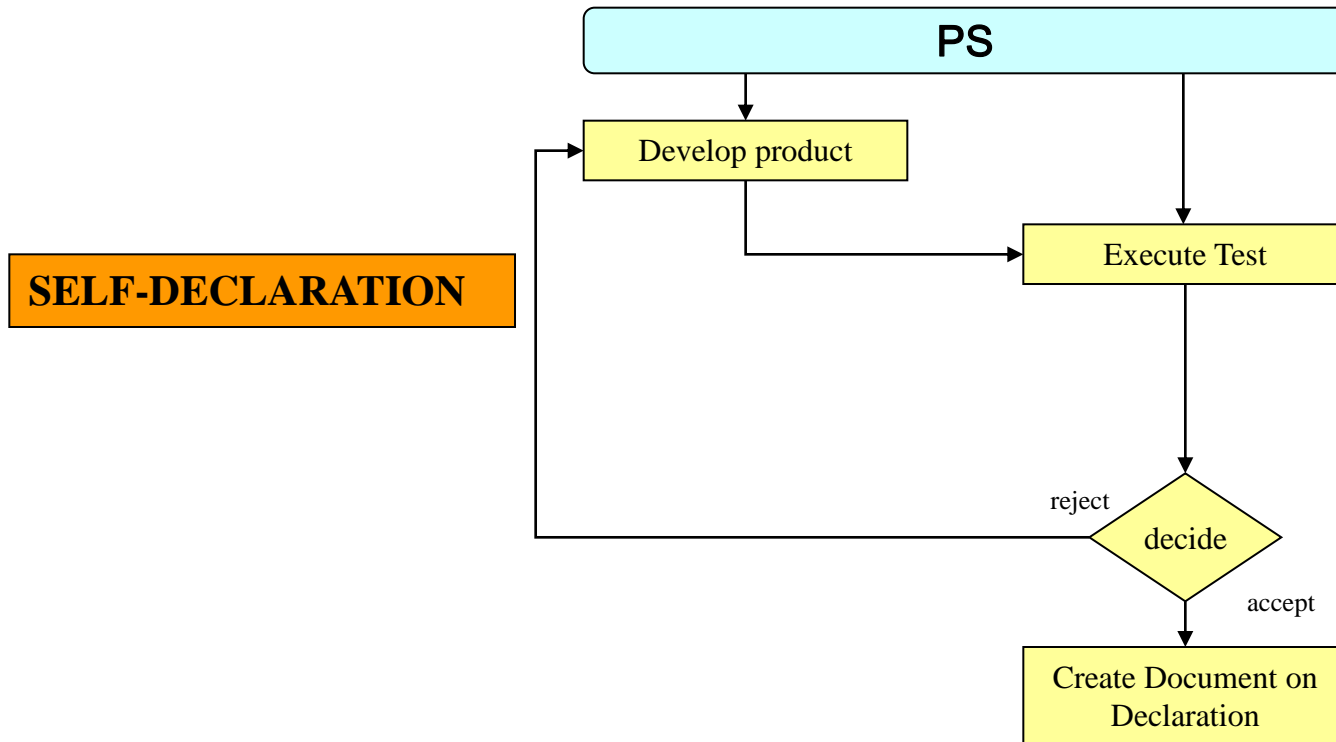 PS
Develop product
Execute Test
SELF-DECLARATION
reject
decide
accept
Create Document on
Declaration